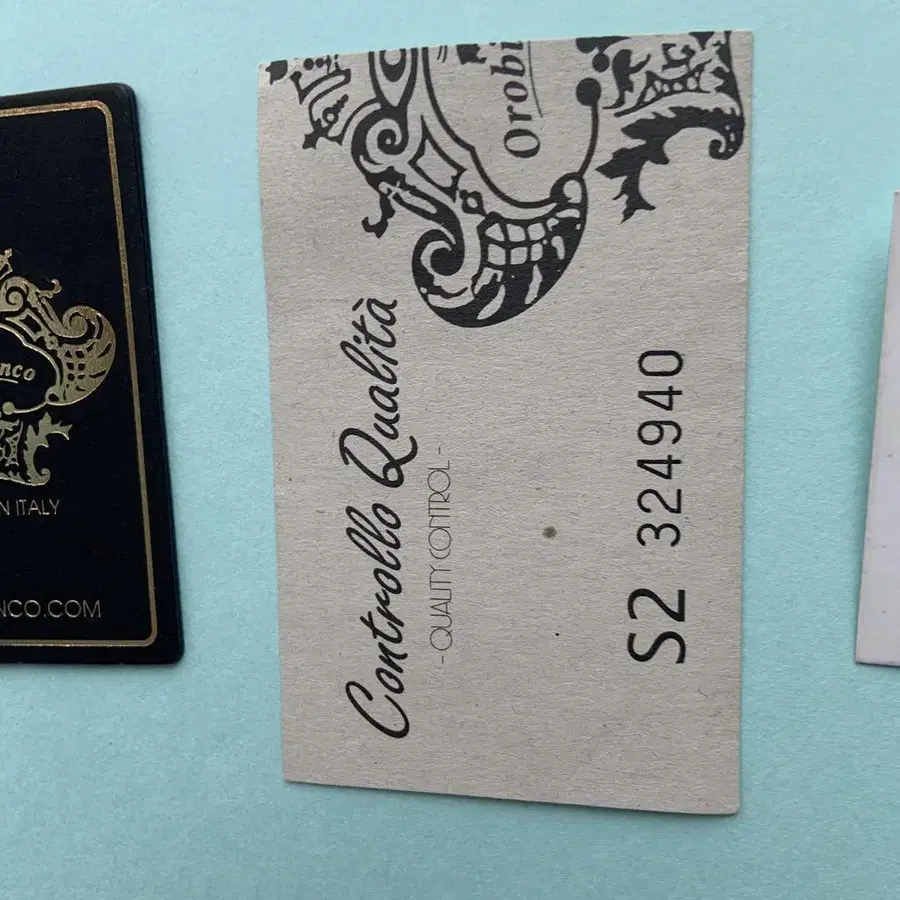 nco
N ITALY
NCO.COM
Orobi
Controllo Qualità
- QUALITY CONTROL -
S2 324940